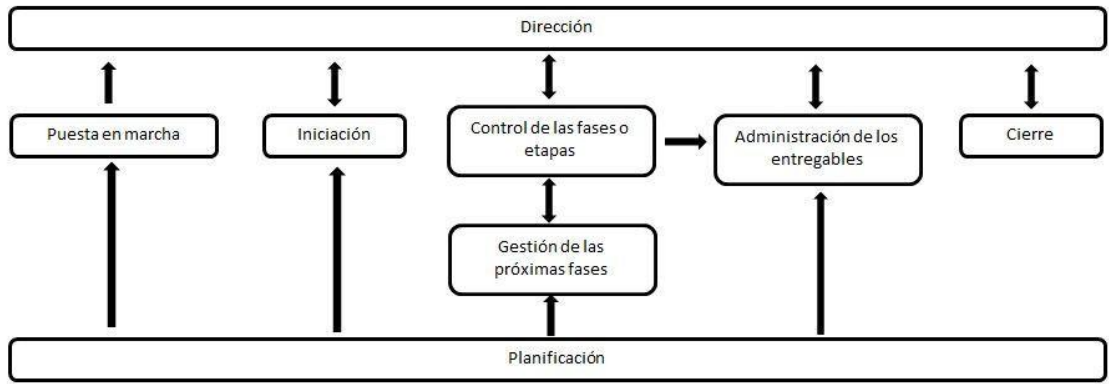 Dirección
Puesta en marcha
Iniciación
Control de las fases o
etapas
Administración de los
entregables
Cierre
Gestión de las
próximas fases
Planificación